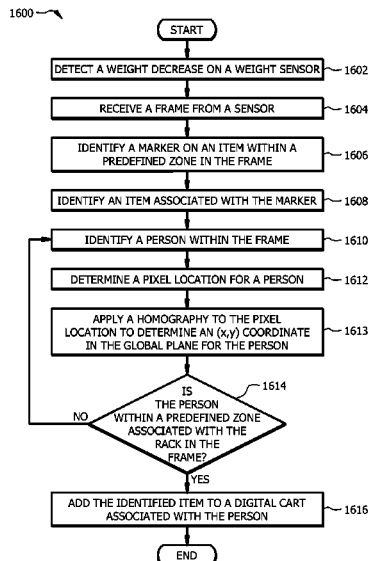 1600
START
DETECT A WEIGHT DECREASE ON A WEIGHT SENSOR
1602
RECEIVE A FRAME FROM A SENSOR
1604
IDENTIFY A MARKER ON AN ITEM WITHIN A
PREDEFINED ZONE IN THE FRAME
1606
IDENTIFY AN ITEM ASSOCIATED WITH THE MARKER
1608
IDENTIFY A PERSON WITHIN THE FRAME
1610
DETERMINE A PIXEL LOCATION FOR A PERSON
1612
APPLY A HOMOGRAPHY TO THE PIXEL
LOCATION TO DETERMINE AN (x,y) COORDINATE
IN THE GLOBAL PLANE FOR THE PERSON
1613
IS
THE PERSON
WITHIN A PREDEFINED ZONE
ASSOCIATED WITH THE
RACK IN THE
FRAME?
1614
NO
YES
ADD THE IDENTIFIED ITEM TO A DIGITAL CART
ASSOCIATED WITH THE PERSON
1616
END